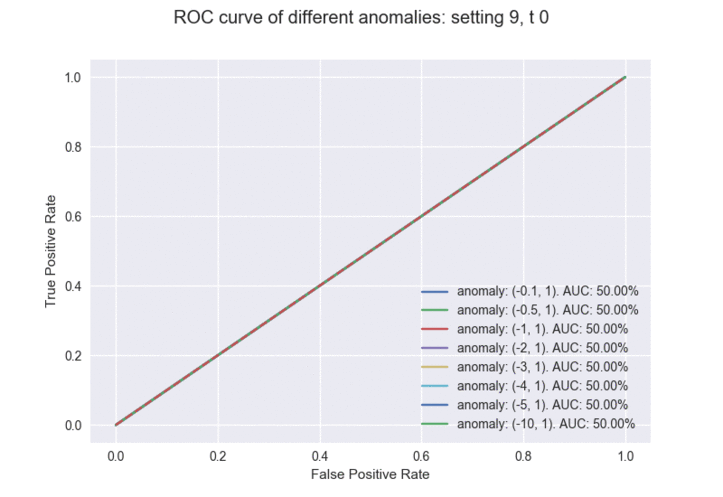 ROC curve of different anomalies: setting 9, t 0
True Positive Rate
1.0
0.8
0.6
0.4
0.2
0.0
anomaly: (-0.1, 1). AUC: 50.00%
anomaly: (-0.5, 1). AUC: 50.00%
anomaly: (-1, 1). AUC: 50.00%
anomaly: (-2, 1). AUC: 50.00%
anomaly: (-3, 1). AUC: 50.00%
anomaly: (-4, 1). AUC: 50.00%
anomaly: (-5, 1). AUC: 50.00%
anomaly: (-10, 1). AUC: 50.00%
0.0 0.2 0.4 0.6 0.8 1.0
False Positive Rate